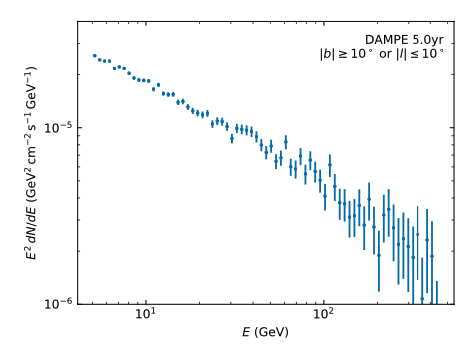 DAMPE 5.0yr
|b| ≥ 10° or |l| ≤ 10°
E² dN/dE (GeV² cm⁻² s⁻¹ GeV⁻¹)
10⁻⁵
10⁻⁶
10¹
10²
E (GeV)